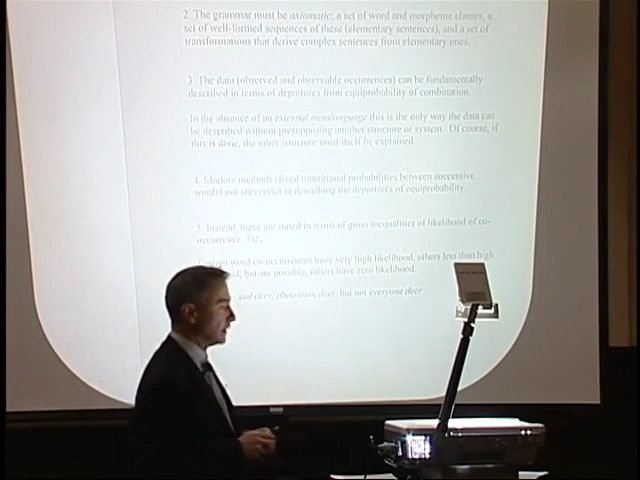 2. The grammar must be axiomatic; a set of word and morpheme classes, a
set of well-formed sequences of these (elementary sentences), and a set of
transformations that derive complex sentences from elementary ones.
3. The data (observed and observable occurrences) can be fundamentally
described in terms of departures from equiprobability of combination.
In the absence of an external metalanguage this is the only way the data can
be described without presupposing another structure or system. Of course, if
this is done, the other structure must itself be explained.
4. Markov methods (fixed transitional probabilities between successive
words) not successful in describing the departures of equiprobability.
5. Instead, these are stated in terms of gross inequalities of likelihood of co-
occurrence. Viz.,
Certain word co-occurrences have very high likelihood, others less than high
but are possible, others have zero likelihood.
sad deer, plutonium deer, but not everyone deer